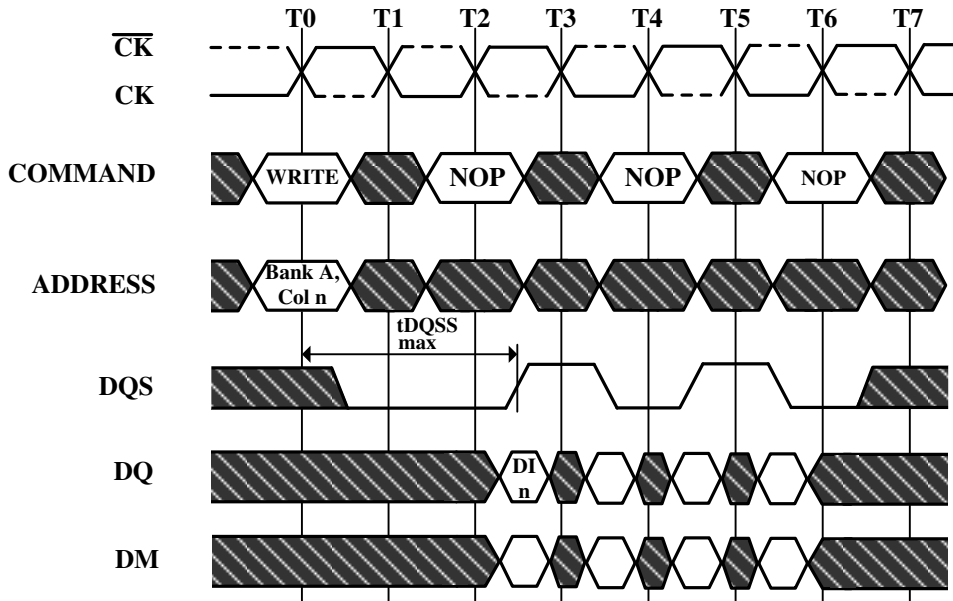 T0 T1 T2 T3 T4 T5 T6 T7
CK
CK
COMMAND WRITE NOP NOP NOP
ADDRESS Bank A,
Col n
tDQSS
max
DQS
DQ DI
n
DM